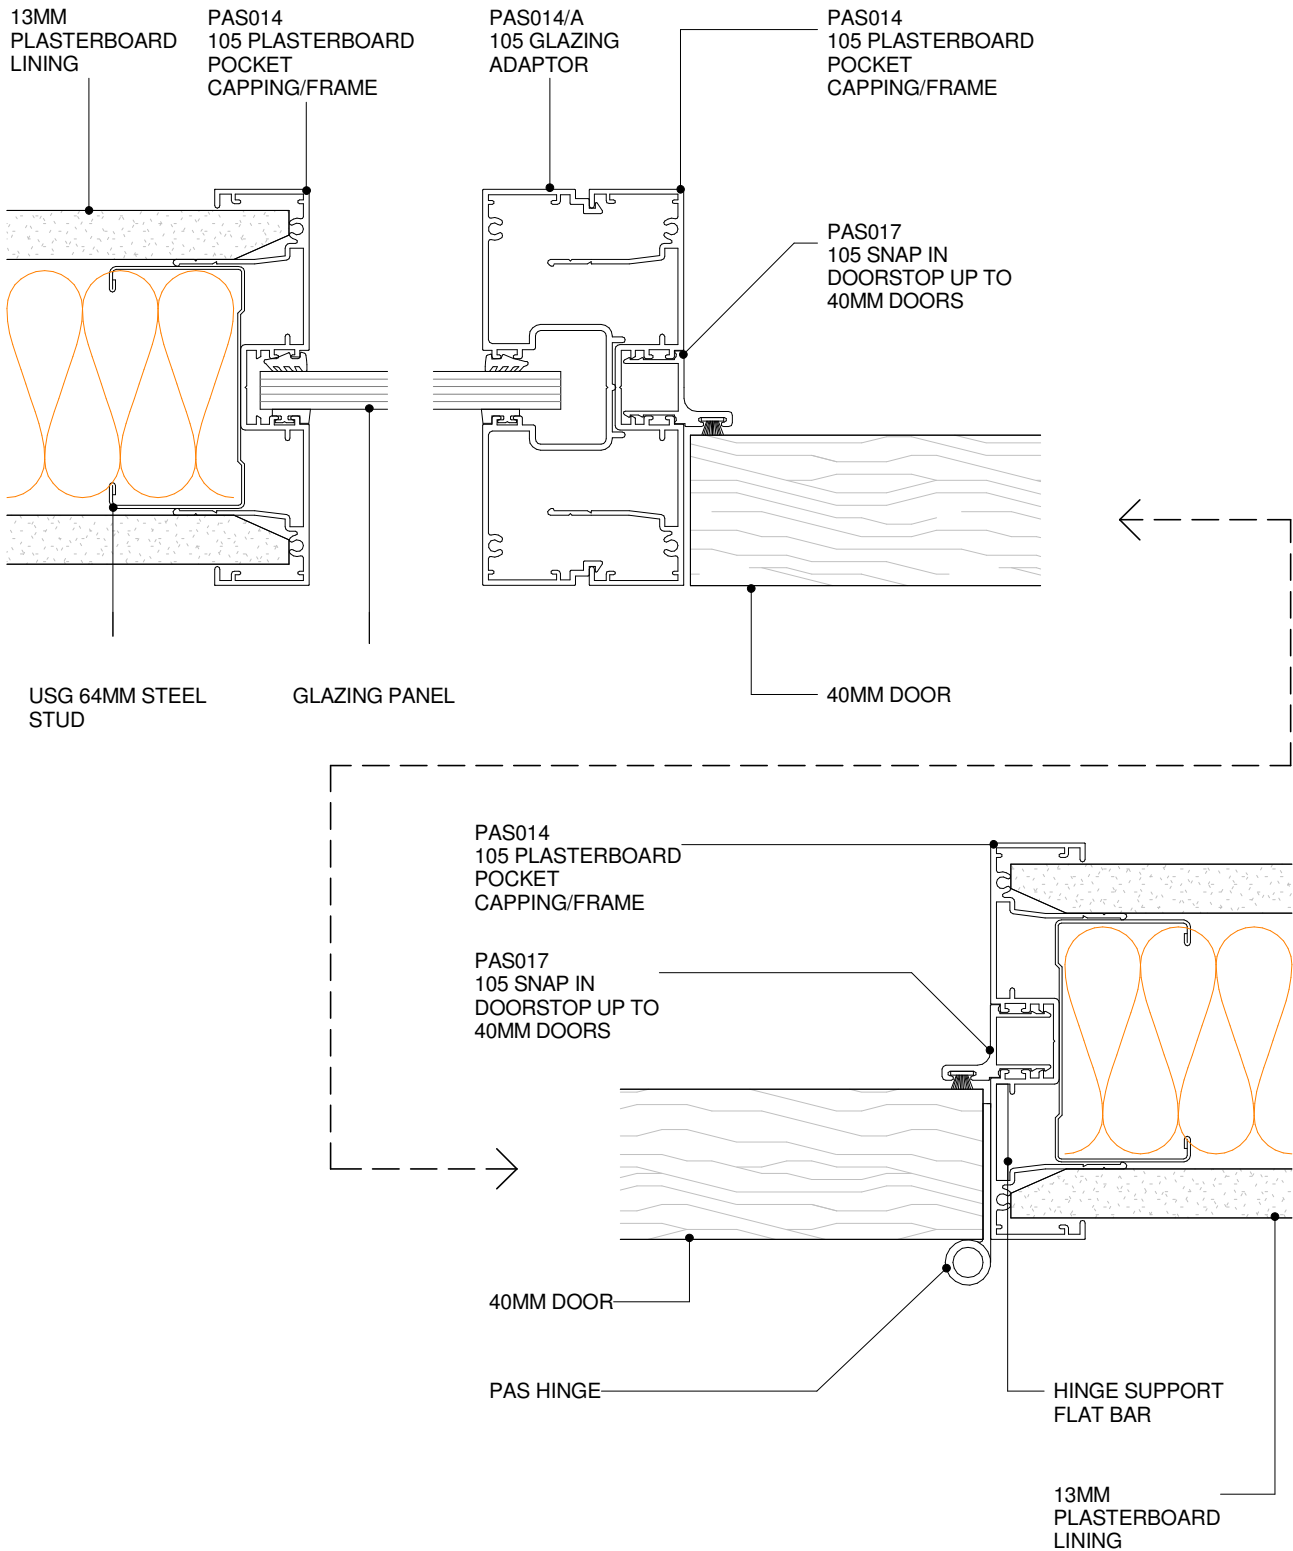 13MM
PLASTERBOARD
LINING
PAS014
105 PLASTERBOARD
POCKET
CAPPING/FRAME
PAS014/A
105 GLAZING
ADAPTOR
PAS014
105 PLASTERBOARD
POCKET
CAPPING/FRAME
PAS017
105 SNAP IN
DOORSTOP UP TO
40MM DOORS
USG 64MM STEEL
STUD
GLAZING PANEL
40MM DOOR
PAS014
105 PLASTERBOARD
POCKET
CAPPING/FRAME
PAS017
105 SNAP IN
DOORSTOP UP TO
40MM DOORS
40MM DOOR
PAS HINGE
HINGE SUPPORT
FLAT BAR
13MM
PLASTERBOARD
LINING